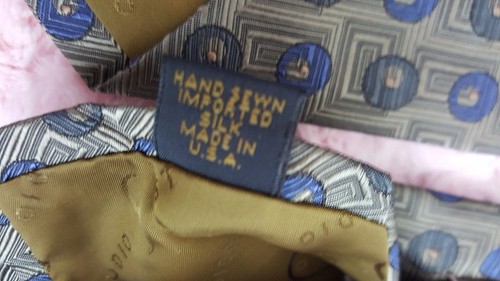 HAND SEWN
IMPORTED
SILK
MADE IN
U.S.A.